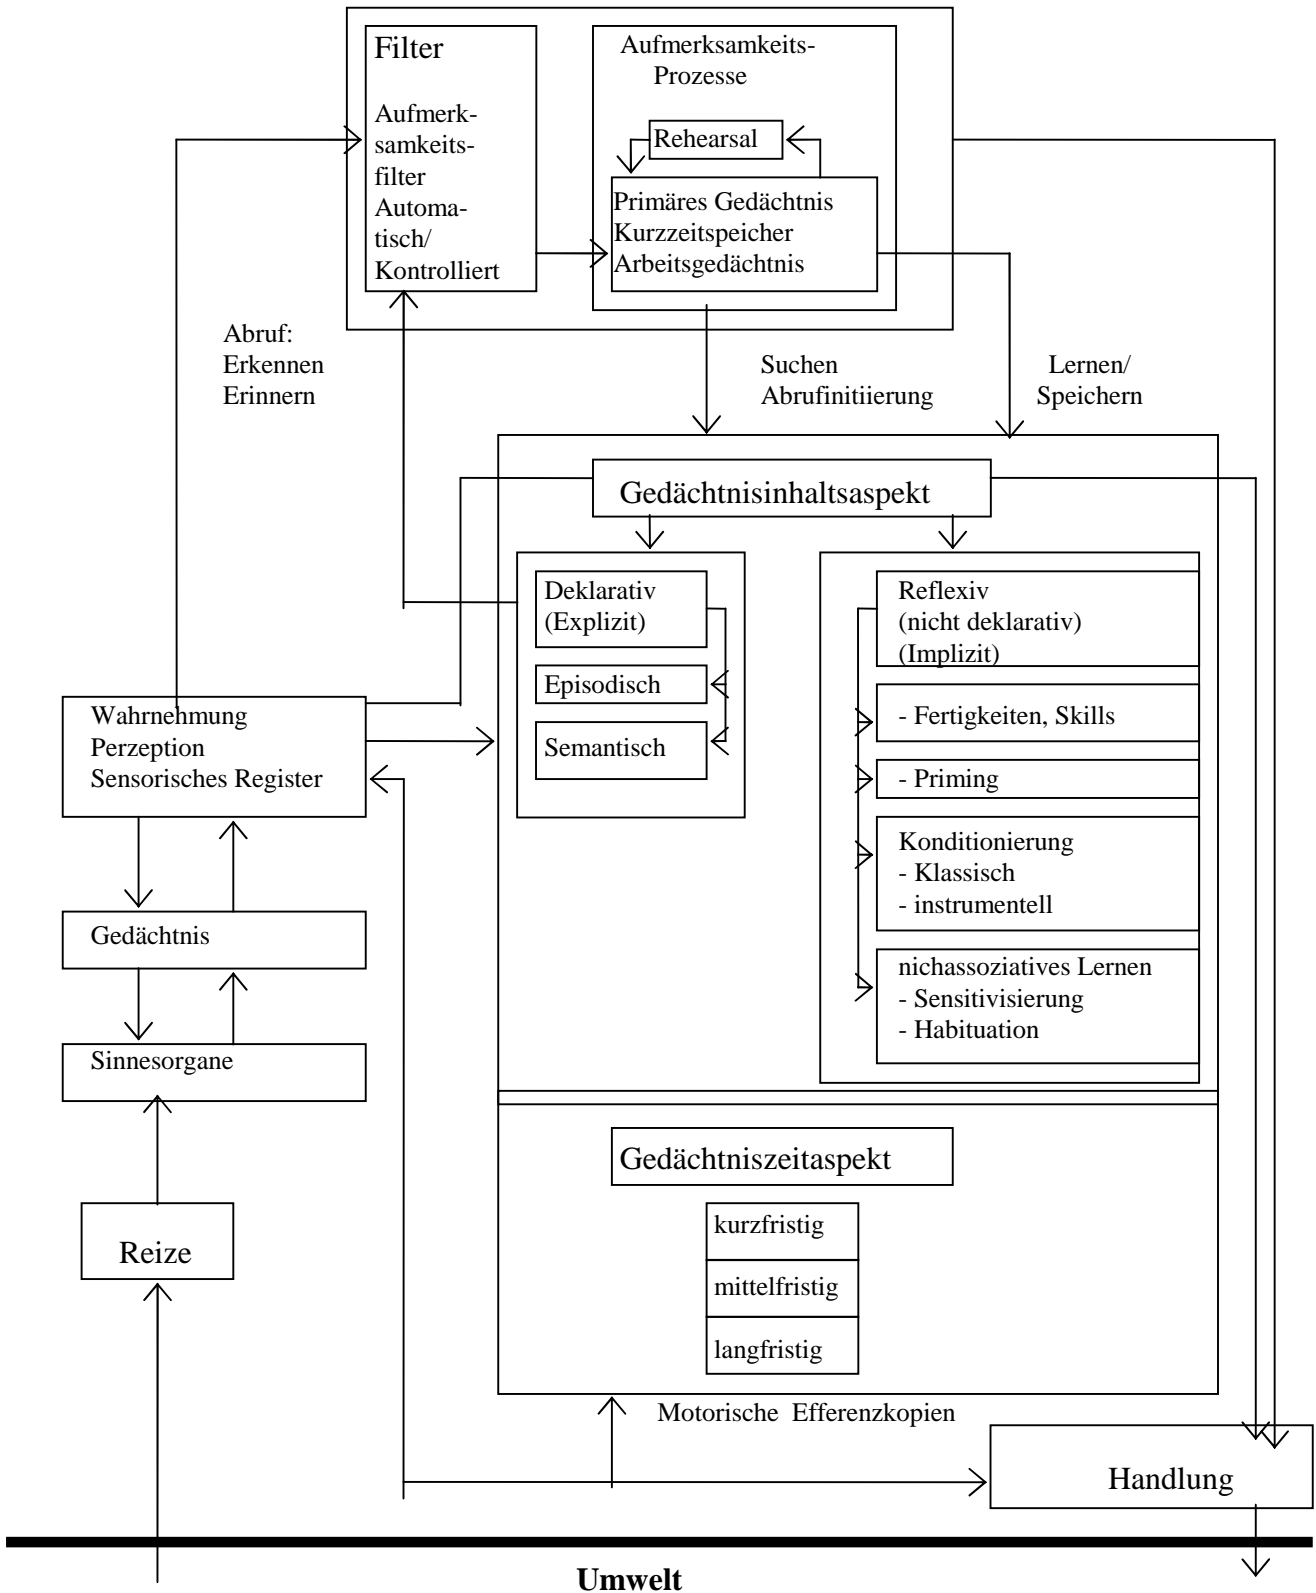 Filter
Aufmerk-
samkeits-
filter
Automa-
tisch/
Kontrolliert
Aufmerksamkeits-
Prozesse
Rehearsal
Primäres Gedächtnis
Kurzzeitspeicher
Arbeitsgedächtnis
Abruf:
Erkennen
Erinnern
Suchen
Abrufinitiierung
Lernen/
Speichern
Gedächtnisinhaltsaspekt
Deklarativ
(Explizit)
Episodisch
Semantisch
Reflexiv
(nicht deklarativ)
(Implizit)
- Fertigkeiten, Skills
- Priming
Konditionierung
- Klassisch
- instrumentell
nichassoziatives Lernen
- Sensitivisierung
- Habituation
Wahrnehmung
Perzeption
Sensorisches Register
Gedächtnis
Sinnesorgane
Reize
Gedächtniszeitaspekt
kurzfristig
mittelfristig
langfristig
Motorische Efferenzkopien
Handlung
Umwelt